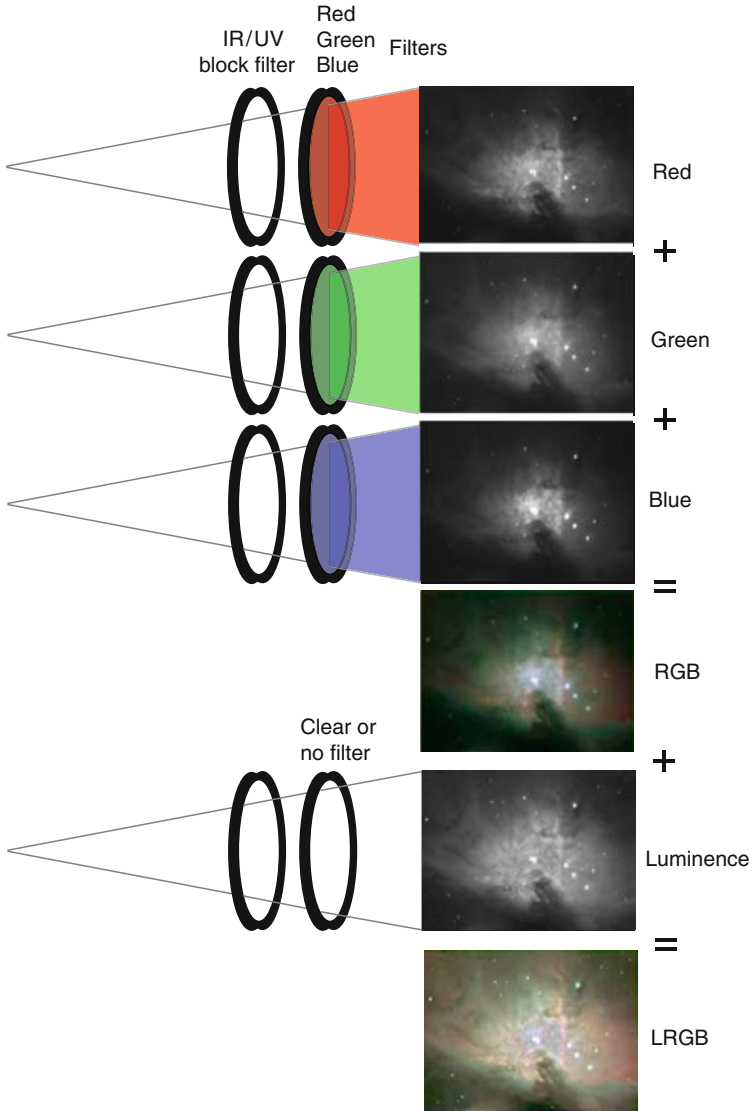 IR/UV
block filter
Red
Green
Blue
Filters
Red
+
Green
+
Blue
=
RGB
Clear or
no filter
+
Luminence
=
LRGB